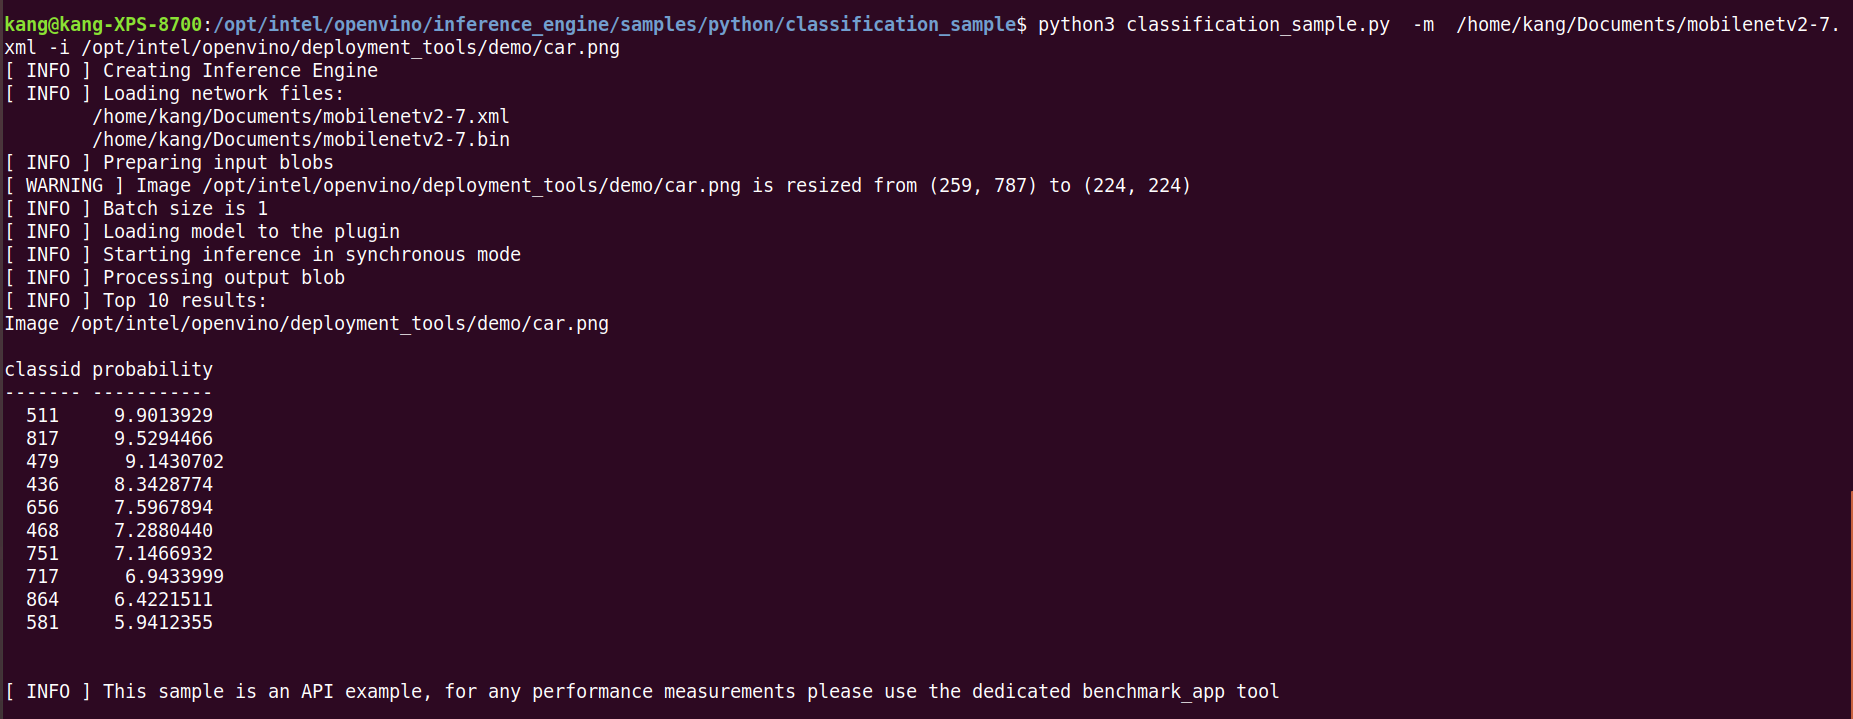 kang@kang-XPS-8700:/opt/intel/openvino/inference_engine/samples/python/classification_sample$ python3 classification_sample.py  -m  /home/kang/Documents/mobilenetv2-7.
xml -i /opt/intel/openvino/deployment_tools/demo/car.png
[ INFO ] Creating Inference Engine
[ INFO ] Loading network files:
        /home/kang/Documents/mobilenetv2-7.xml
        /home/kang/Documents/mobilenetv2-7.bin
[ INFO ] Preparing input blobs
[ WARNING ] Image /opt/intel/openvino/deployment_tools/demo/car.png is resized from (259, 787) to (224, 224)
[ INFO ] Batch size is 1
[ INFO ] Loading model to the plugin
[ INFO ] Starting inference in synchronous mode
[ INFO ] Processing output blob
[ INFO ] Top 10 results:
Image /opt/intel/openvino/deployment_tools/demo/car.png

classid probability
------- -----------
  511     9.9013929
  817     9.5294466
  479      9.1430702
  436     8.3428774
  656     7.5967894
  468     7.2880440
  751     7.1466932
  717      6.9433999
  864     6.4221511
  581     5.9412355


[ INFO ] This sample is an API example, for any performance measurements please use the dedicated benchmark_app tool